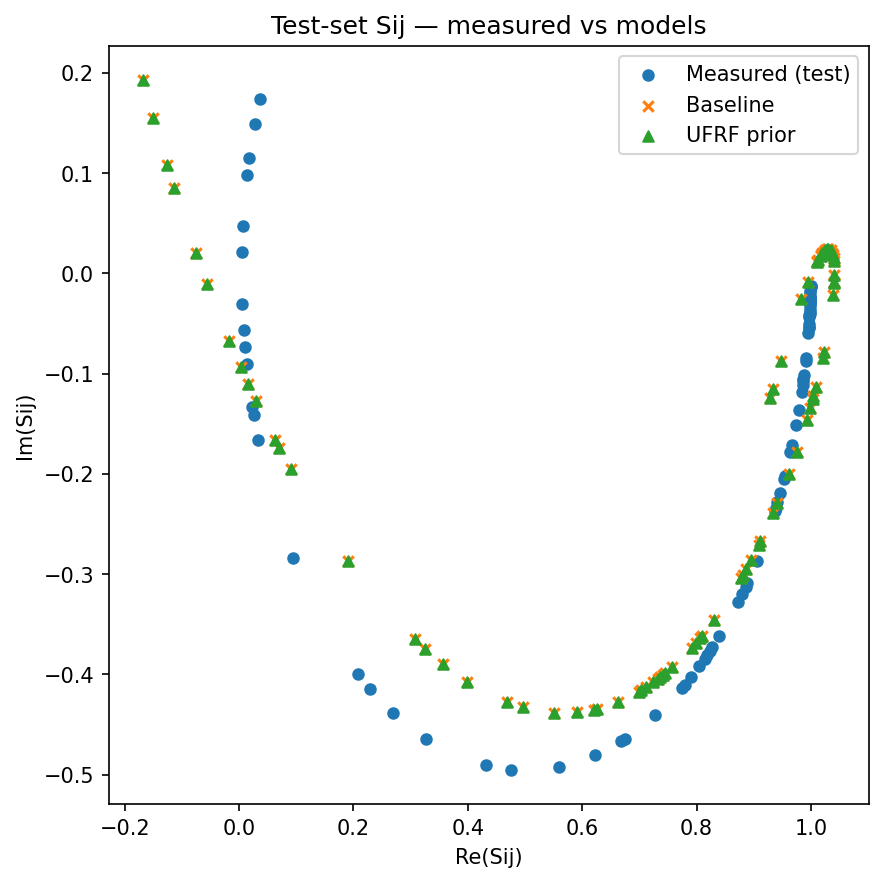 Test-set Sij — measured vs models
Measured (test)
Baseline
UFRF prior
0.2
0.1
0.0
−0.1
−0.2
−0.3
−0.4
−0.5
Im(Sij)
−0.2
0.0
0.2
0.4
0.6
0.8
1.0
Re(Sij)